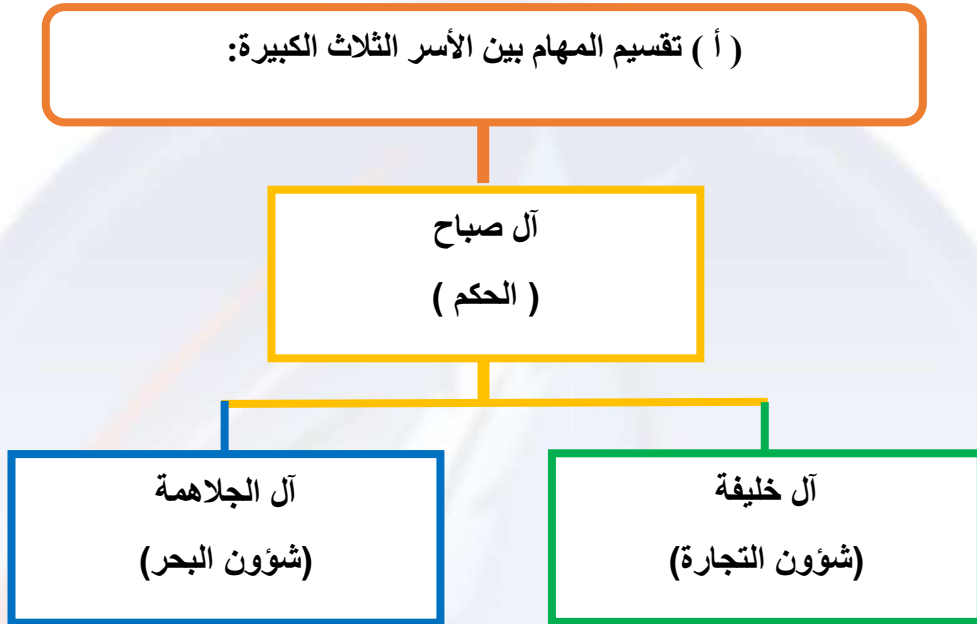 ( أ ) تقسيم المهام بين الأسر الثلاث الكبيرة:
آل صباح
( الحكم )
آل خليفة
(شؤون التجارة)
آل الجلاهمة
(شؤون البحر)